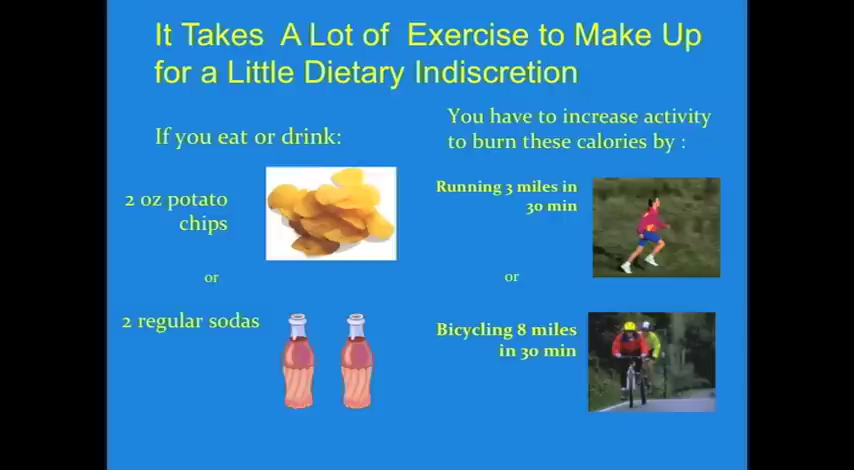 It Takes A Lot of Exercise to Make Up
for a Little Dietary Indiscretion
If you eat or drink:
2 oz potato
chips
or
2 regular sodas
You have to increase activity
to burn these calories by :
Running 3 miles in
30 min
or
Bicycling 8 miles
in 30 min